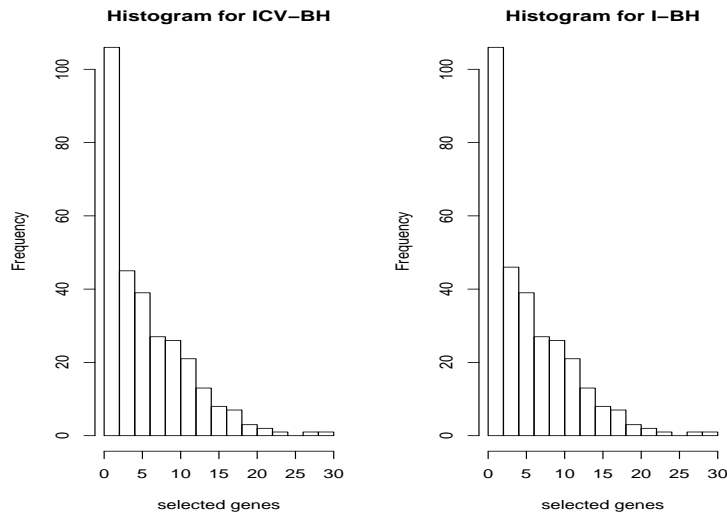 Histogram for ICV−BH
Frequency
100
80
60
40
20
0
0 5 10 15 20 25 30
selected genes
Histogram for I−BH
Frequency
100
80
60
40
20
0
0 5 10 15 20 25 30
selected genes